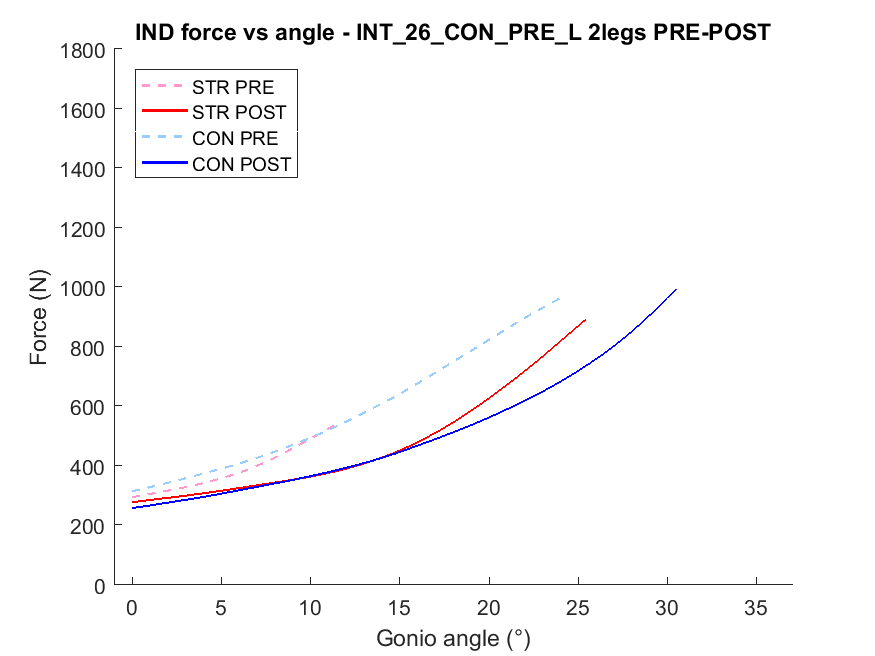 IND force vs angle - INT_26_CON_PRE_L 2legs PRE-POST
1800
1600
1400
1200
1000
800
600
400
200
0
Force (N)
STR PRE
STR POST
CON PRE
CON POST
0 5 10 15 20 25 30 35
Gonio angle (°)